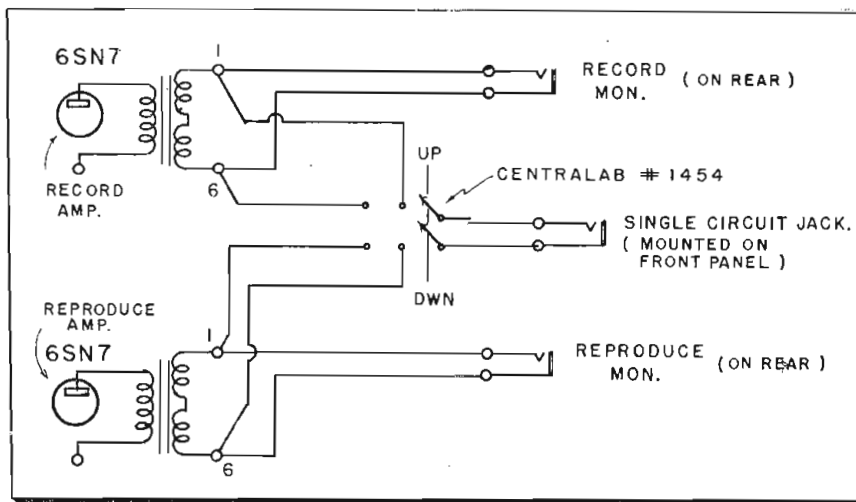 6SN7
1
RECORD
MON.
(ON REAR)
RECORD
AMP.
6
UP
CENTRALAB # 1454
SINGLE CIRCUIT JACK.
(MOUNTED ON
FRONT PANEL)
DWN
REPRODUCE
AMP.
6SN7
1
REPRODUCE
MON.
(ON REAR)
6